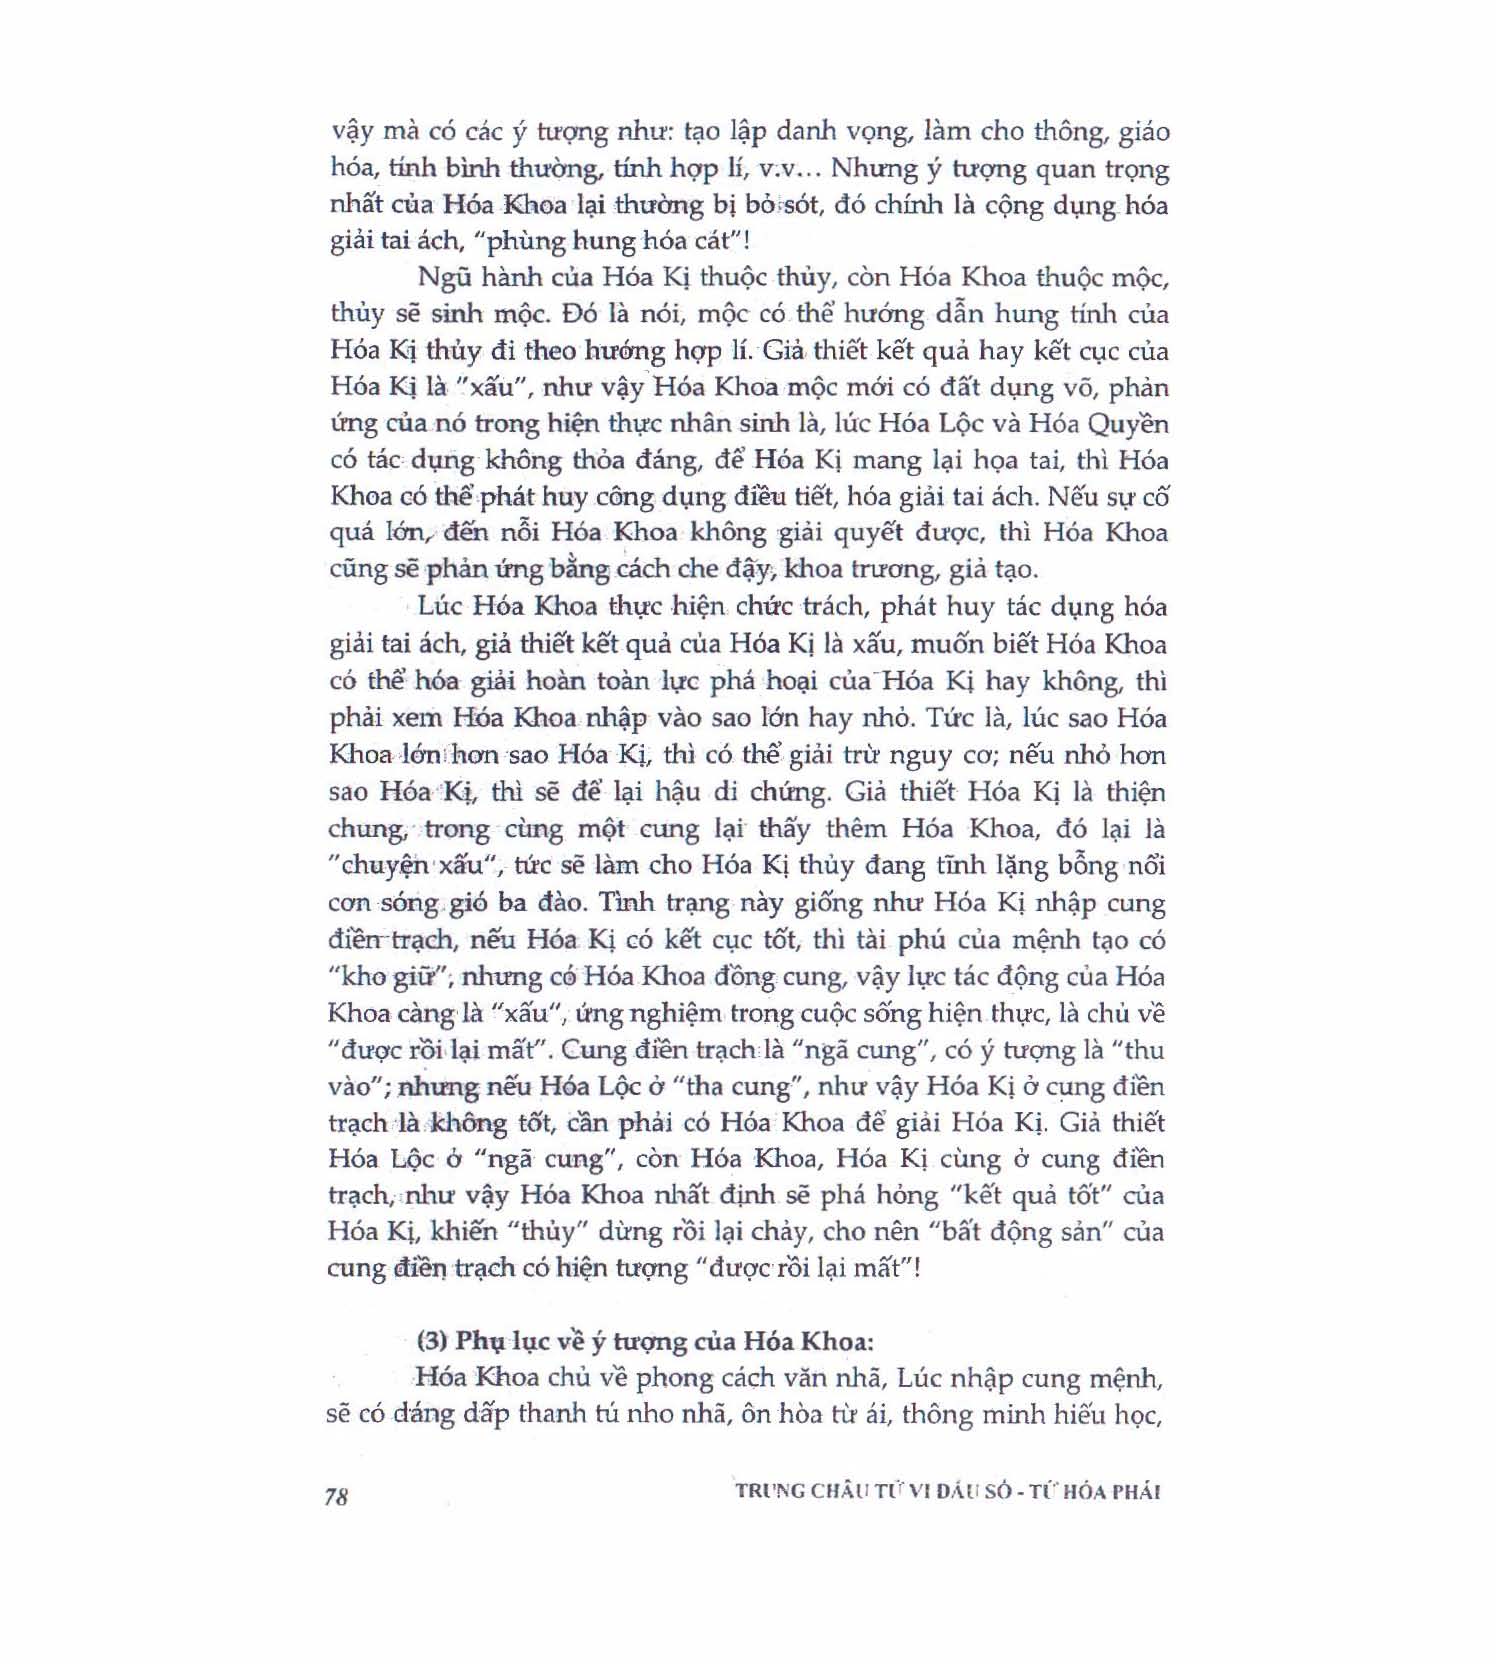 vậy mà có các ý tượng như: tạo lập danh vọng, làm cho thông, giáo
hóa, tính bình thường, tính hợp lí, v.v... Nhưng ý tượng quan trọng
nhất của Hóa Khoa lại thường bị bỏ sót, đó chính là cộng dụng hóa
giải tai ách, "phùng hung hóa cát"!
Ngũ hành của Hóa Kị thuộc thủy, còn Hóa Khoa thuộc mộc,
thủy sẽ sinh mộc. Đó là nói, mộc có thể hướng dẫn hung tính của
Hóa Kị thủy đi theo hướng hợp lí. Giả thiết kết quả hay kết cục của
Hóa Kị là "xấu", như vậy Hóa Khoa mộc mới có đất dụng võ, phản
ứng của nó trong hiện thực nhân sinh là, lúc Hóa Lộc và Hóa Quyền
có tác dụng không thỏa đáng, để Hóa Kị mang lại họa tai, thì Hóa
Khoa có thể phát huy công dụng điều tiết, hóa giải tai ách. Nếu sự cố
quá lớn, đến nỗi Hóa Khoa không giải quyết được, thì Hóa Khoa
cũng sẽ phản ứng bằng cách che đậy, khoa trương, giả tạo.
Lúc Hóa Khoa thực hiện chức trách, phát huy tác dụng hóa
giải tai ách, giả thiết kết quả của Hóa Kị là xấu, muốn biết Hóa Khoa
có thể hóa giải hoàn toàn lực phá hoại của Hóa Kị hay không, thì
phải xem Hóa Khoa nhập vào sao lớn hay nhỏ. Tức là, lúc sao Hóa
Khoa lớn hơn sao Hóa Kị, thì có thể giải trừ nguy cơ; nếu nhỏ hơn
sao Hóa Kị, thì sẽ để lại hậu di chứng. Giả thiết Hóa Kị là thiện
chung, trong cùng một cung lại thấy thêm Hóa Khoa, đó lại là
"chuyện xấu", tức sẽ làm cho Hóa Kị thủy đang tĩnh lặng bỗng nổi
cơn sóng gió ba đào. Tình trạng này giống như Hóa Kị nhập cung
điền trạch, nếu Hóa Kị có kết cục tốt, thì tài phú của mệnh tạo có
"kho giữ", nhưng có Hóa Khoa đồng cung, vậy lực tác động của Hóa
Khoa càng là "xấu", ứng nghiệm trong cuộc sống hiện thực, là chủ về
"được rồi lại mất". Cung điền trạch là "ngã cung", có ý tượng là "thu
vào"; nhưng nếu Hóa Lộc ở "tha cung", như vậy Hóa Kị ở cung điền
trạch là không tốt, cần phải có Hóa Khoa để giải Hóa Kị. Giả thiết
Hóa Lộc ở "ngã cung", còn Hóa Khoa, Hóa Kị cùng ở cung điền
trạch, như vậy Hóa Khoa nhất định sẽ phá hỏng "kết quả tốt" của
Hóa Kị, khiến "thủy" dừng rồi lại chảy, cho nên "bất động sản" của
cung điền trạch có hiện tượng "được rồi lại mất"!
(3) Phụ lục về ý tượng của Hóa Khoa:
Hóa Khoa chủ về phong cách văn nhã, Lúc nhập cung mệnh,
sẽ có dáng dấp thanh tú nho nhã, ôn hòa từ ái, thông minh hiếu học,
78 TRUNG CHÂU TỬ VI ĐẨU SỐ - TỨ HÓA PHÁI